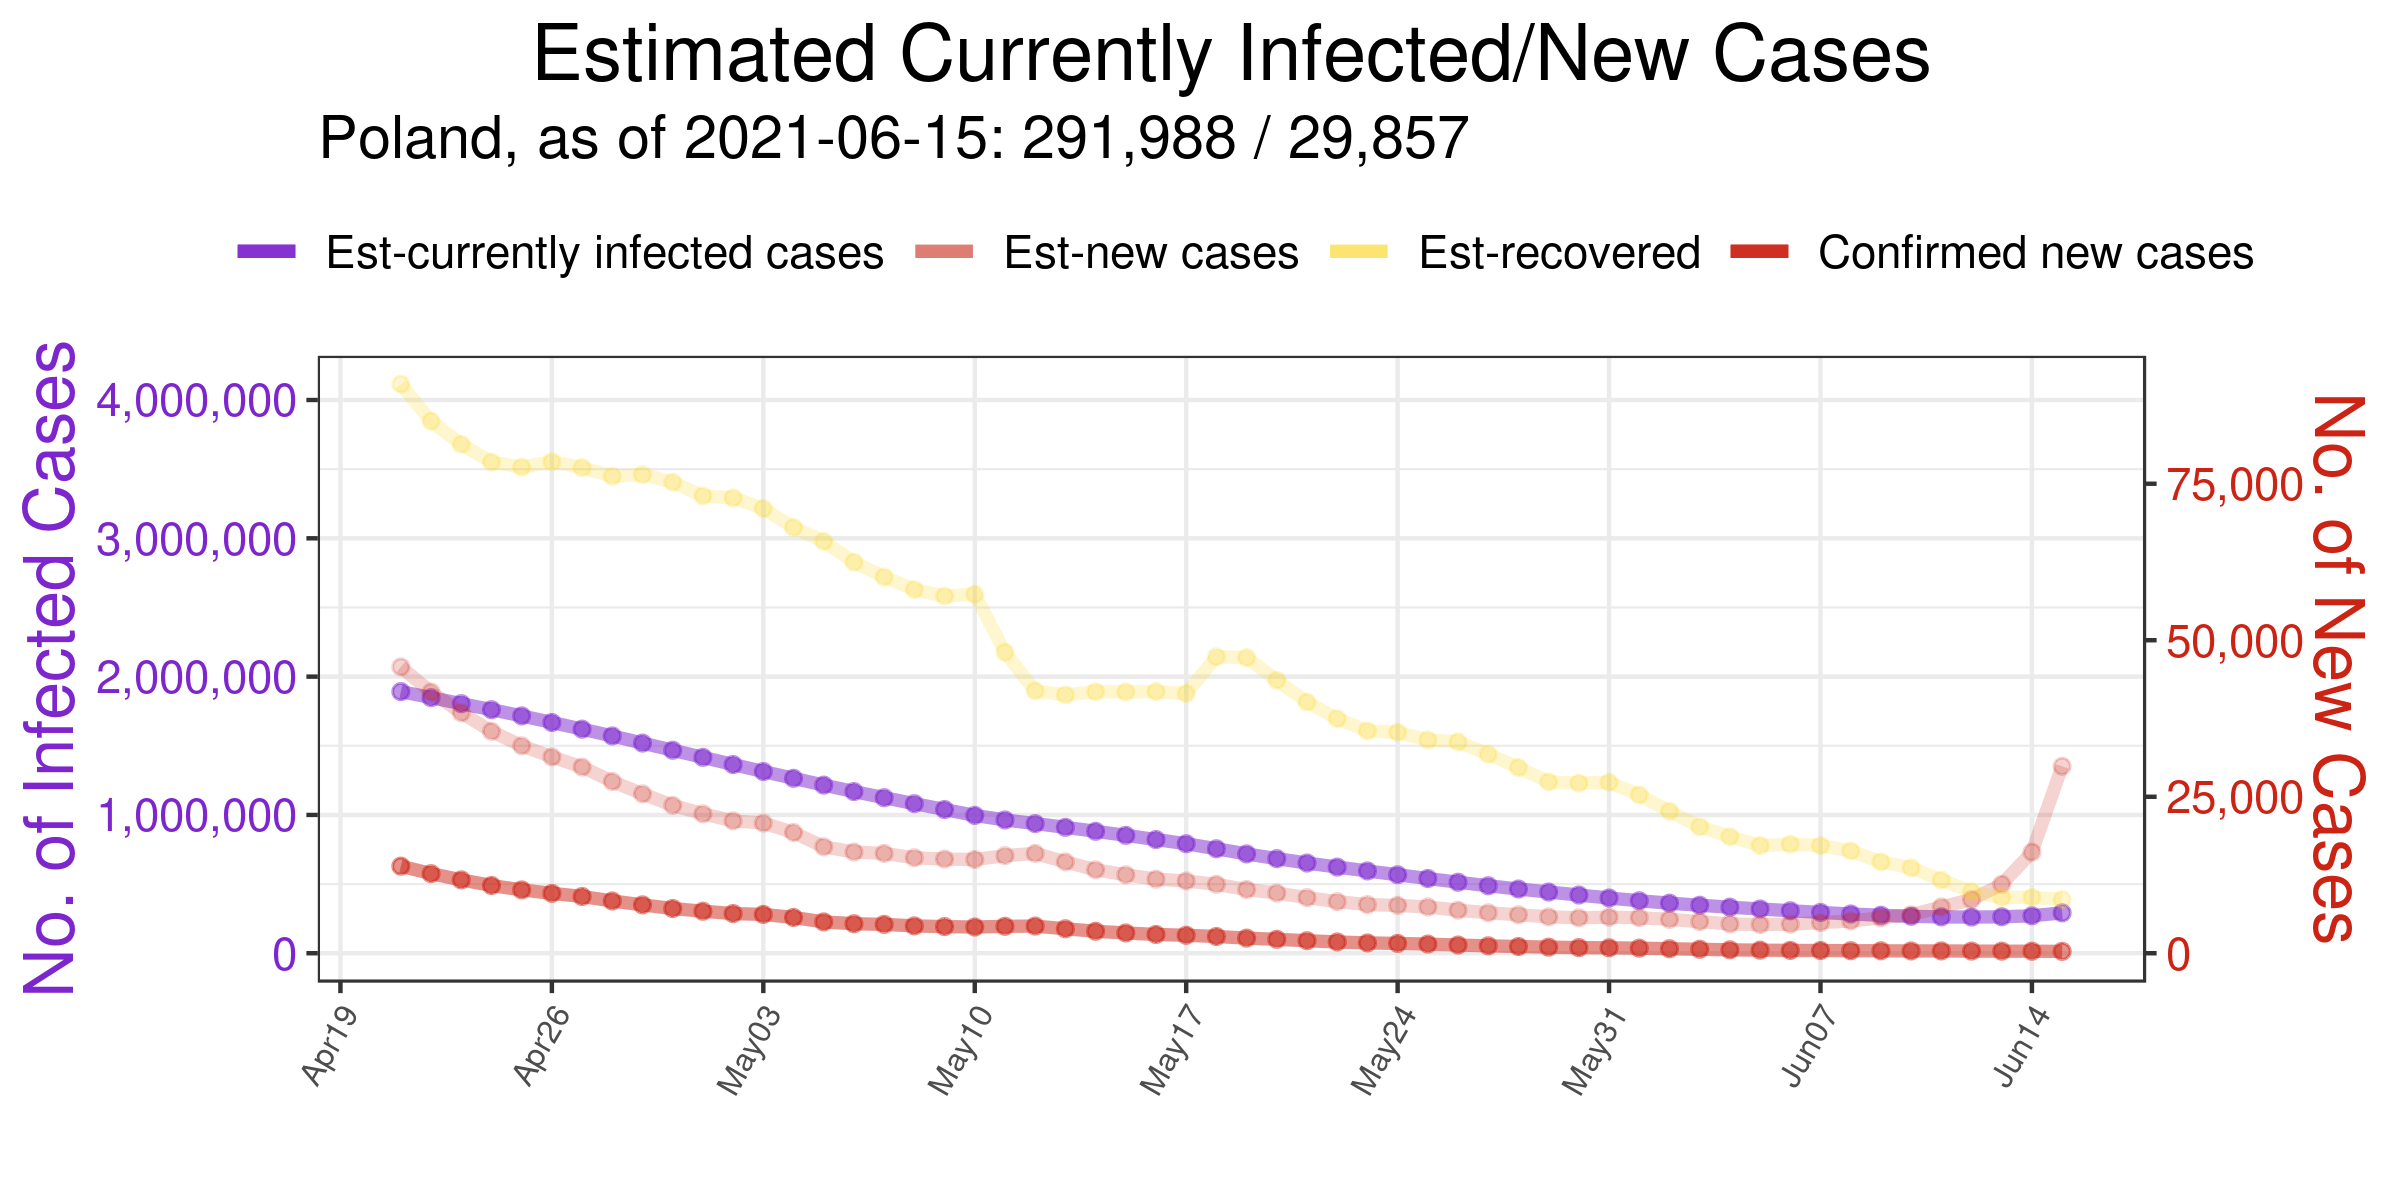 Estimated Currently Infected/New Cases
Poland, as of 2021-06-15: 291,988 / 29,857
Est-currently infected cases Est-new cases Est-recovered Confirmed new cases
No. of Infected Cases
4,000,000
3,000,000
2,000,000
1,000,000
0
75,000
50,000
25,000
0
No. of New Cases
Apr19 Apr26 May03 May10 May17 May24 May31 Jun07 Jun14